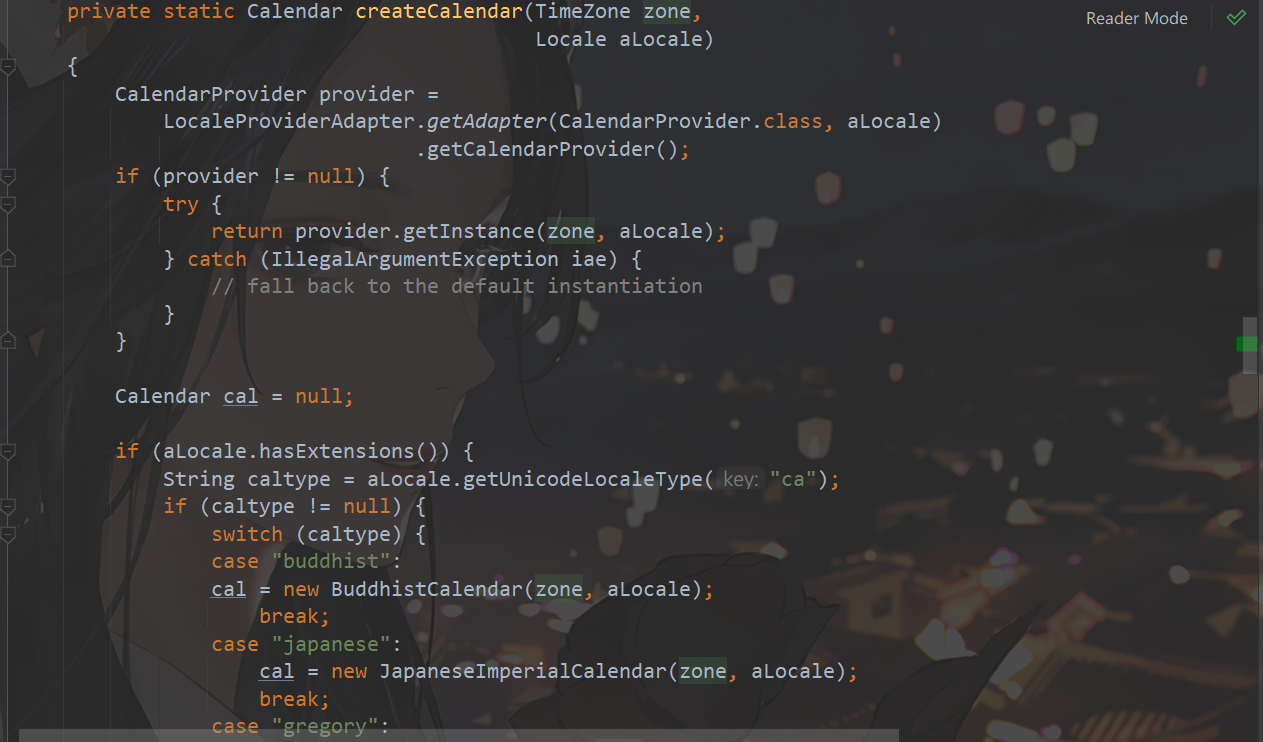 private static Calendar createCalendar(TimeZone zone,
Reader Mode
Locale aLocale)
{
CalendarProvider provider =
LocaleProviderAdapter.getAdapter(CalendarProvider.class, aLocale)
.getCalendarProvider();
if (provider != null) {
try {
return provider.getInstance(zone, aLocale);
} catch (IllegalArgumentException iae) {
// fall back to the default instantiation
}
}
Calendar cal = null;
if (aLocale.hasExtensions()) {
String caltype = aLocale.getUnicodeLocaleType( key: "ca");
if (caltype != null) {
switch (caltype) {
case "buddhist":
cal = new BuddhistCalendar(zone, aLocale);
break;
case "japanese":
cal = new JapaneseImperialCalendar(zone, aLocale);
break;
case "gregory":